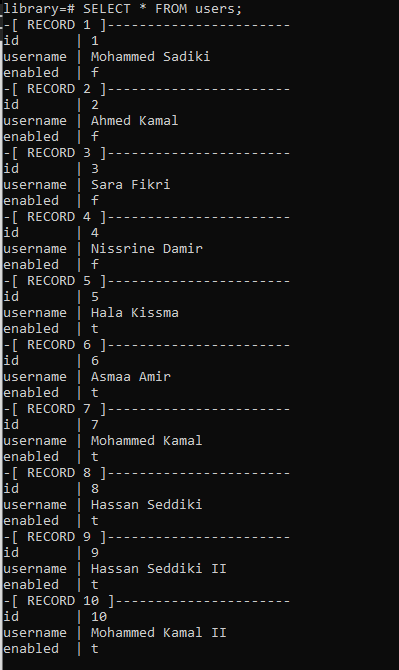 library=# SELECT * FROM users;
-[ RECORD 1 ]-----------------------
id       | 1
username | Mohammed Sadiki
enabled  | f
-[ RECORD 2 ]-----------------------
id       | 2
username | Ahmed Kamal
enabled  | f
-[ RECORD 3 ]-----------------------
id       | 3
username | Sara Fikri
enabled  | f
-[ RECORD 4 ]-----------------------
id       | 4
username | Nissrine Damir
enabled  | f
-[ RECORD 5 ]-----------------------
id       | 5
username | Hala Kissma
enabled  | t
-[ RECORD 6 ]-----------------------
id       | 6
username | Asmaa Amir
enabled  | t
-[ RECORD 7 ]-----------------------
id       | 7
username | Mohammed Kamal
enabled  | t
-[ RECORD 8 ]-----------------------
id       | 8
username | Hassan Seddiki
enabled  | t
-[ RECORD 9 ]-----------------------
id       | 9
username | Hassan Seddiki II
enabled  | t
-[ RECORD 10 ]----------------------
id       | 10
username | Mohammed Kamal II
enabled  | t